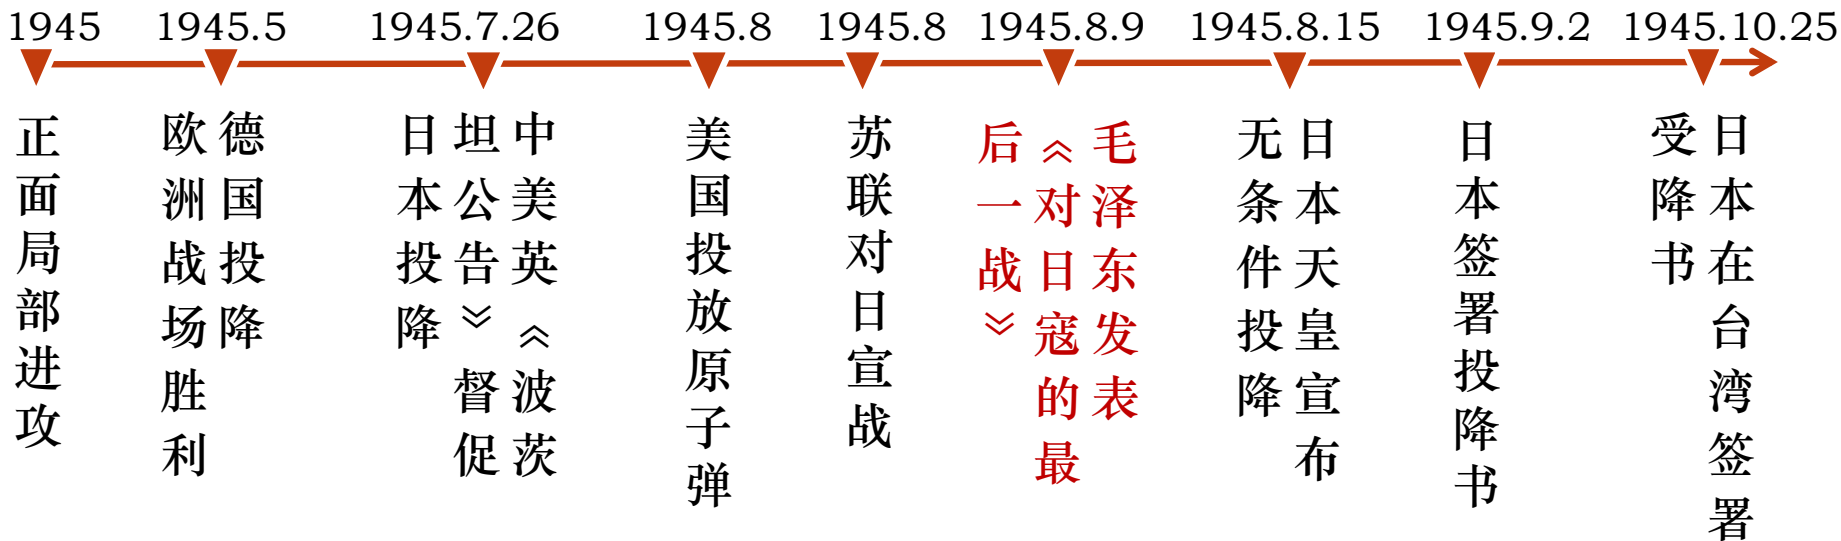 1945
1945.5
1945.7.26
1945.8
1945.8
1945.8.9
1945.8.15
1945.9.2
1945.10.25
正面局部进攻
德国投降
欧洲战场胜利
中美英《波茨
坦公告》督促
日本投降
美国投放原子弹
苏联对日宣战
毛泽东发表
《对日寇的最
后一战》
日本天皇宣布
无条件投降
日本签署投降书
日本在台湾签署
受降书